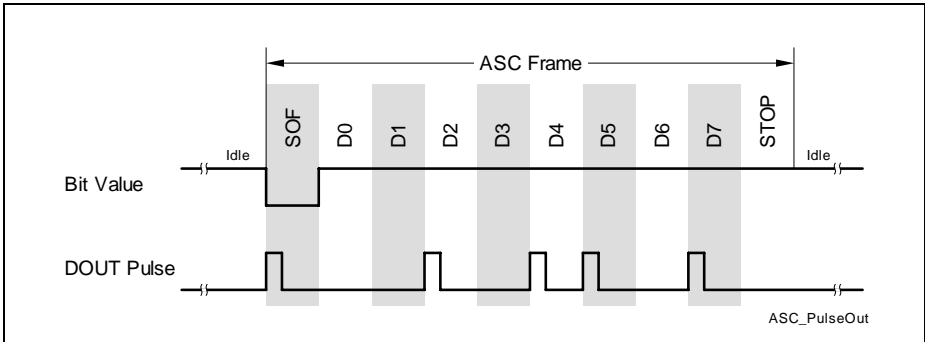 ASC Frame
SOF D0 D1 D2 D3 D4 D5 D6 D7 STOP
Idle Idle
Bit Value
DOUT Pulse
ASC_PulseOut